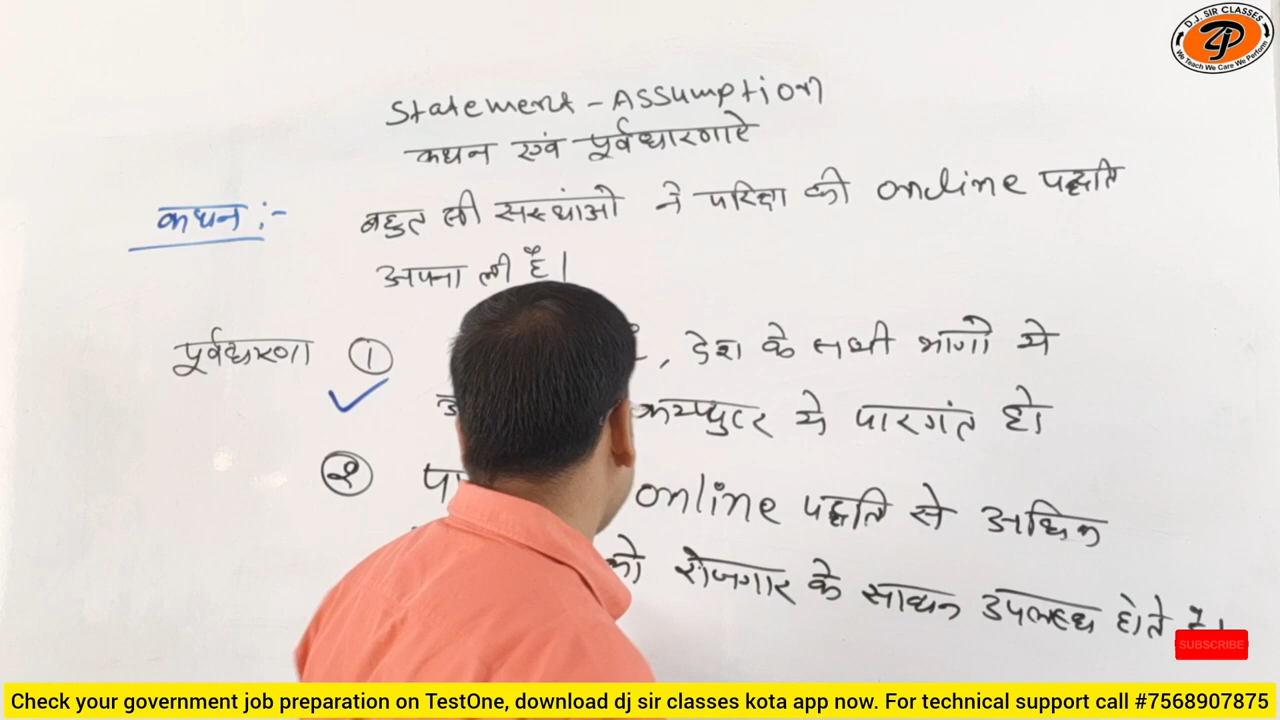 D.J. SIR CLASSES
We Teach We Care We Perform
Statement - Assumption
कथन एवं पूर्वधारणाऐ
कथन :- बहुत सी सस्थांओ ने परिक्षा की online पद्धति
अपना ली है।
पूर्वधारणा ① , देश के सभी भागो मे
कम्प्युटर मे पारगंत हो
② online पद्धति से अधिक
को रोजगार के साधन उपलब्ध होते है।
SUBSCRIBE
Check your government job preparation on TestOne, download dj sir classes kota app now. For technical support call #7568907875